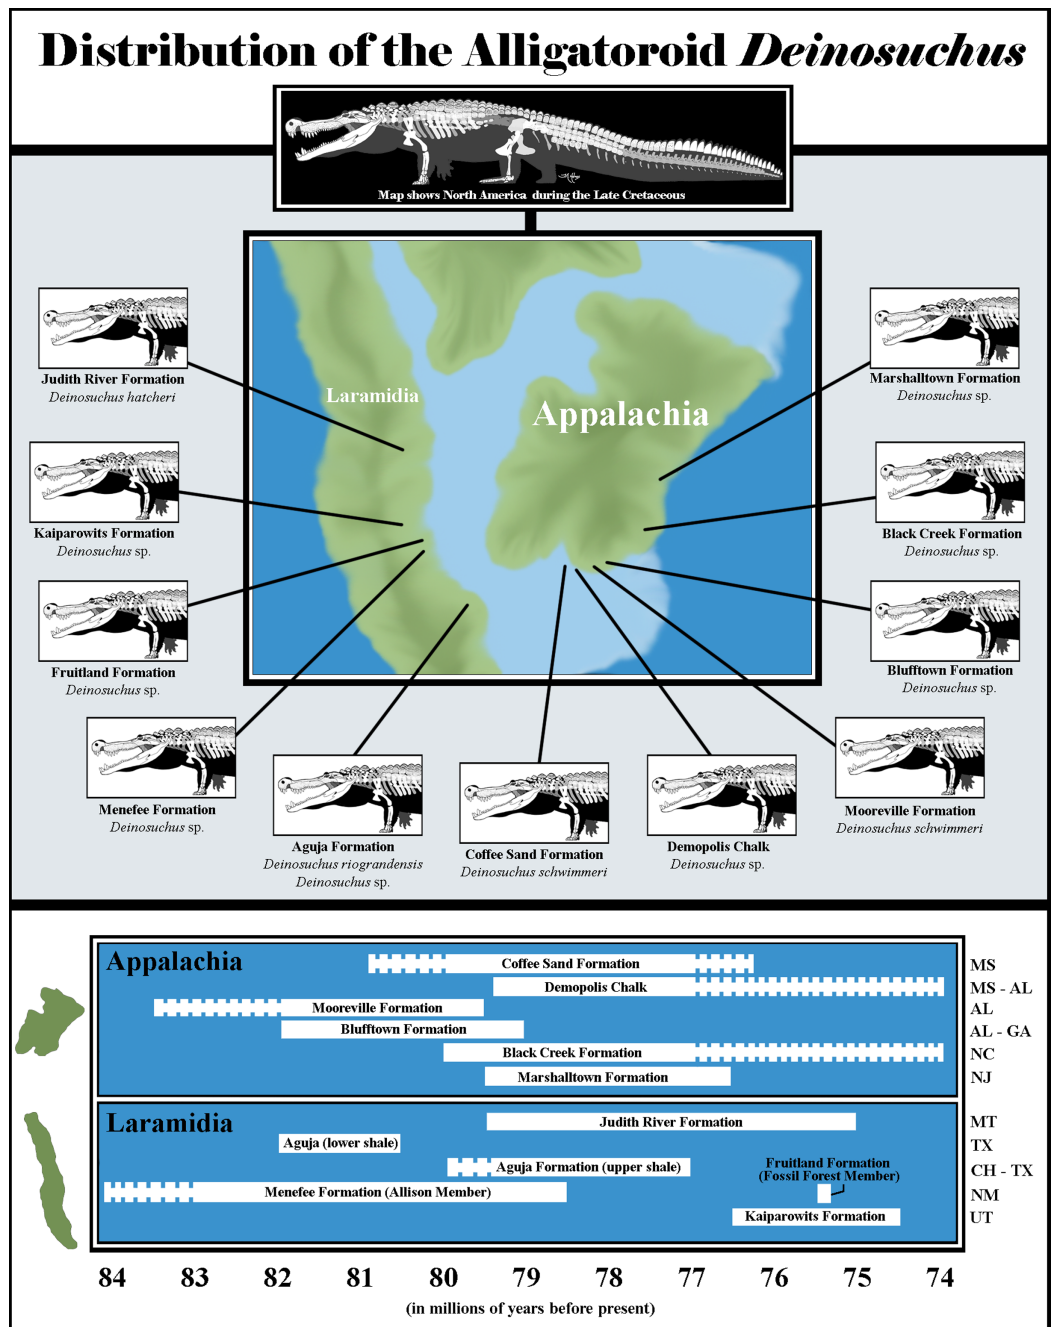 Distribution of the Alligatoroid Deinosuchus
Map shows North America during the Late Cretaceous
Laramidia
Appalachia
Judith River Formation
Deinosuchus hatcheri
Marshalltown Formation
Deinosuchus sp.
Kaiparowits Formation
Deinosuchus sp.
Black Creek Formation
Deinosuchus sp.
Fruitland Formation
Deinosuchus sp.
Blufftown Formation
Deinosuchus sp.
Menefee Formation
Deinosuchus sp.
Aguja Formation
Deinosuchus riograndensis
Deinosuchus sp.
Coffee Sand Formation
Deinosuchus schwimmeri
Demopolis Chalk
Deinosuchus sp.
Mooreville Formation
Deinosuchus schwimmeri
Appalachia
Coffee Sand Formation
MS
Demopolis Chalk
MS - AL
Mooreville Formation
AL
Blufftown Formation
AL - GA
Black Creek Formation
NC
Marshalltown Formation
NJ
Laramidia
Judith River Formation
MT
Aguja (lower shale)
TX
Aguja Formation (upper shale)
CH - TX
Fruitland Formation
(Fossil Forest Member)
Menefee Formation (Allison Member)
NM
Kaiparowits Formation
UT
84 83 82 81 80 79 78 77 76 75 74
(in millions of years before present)